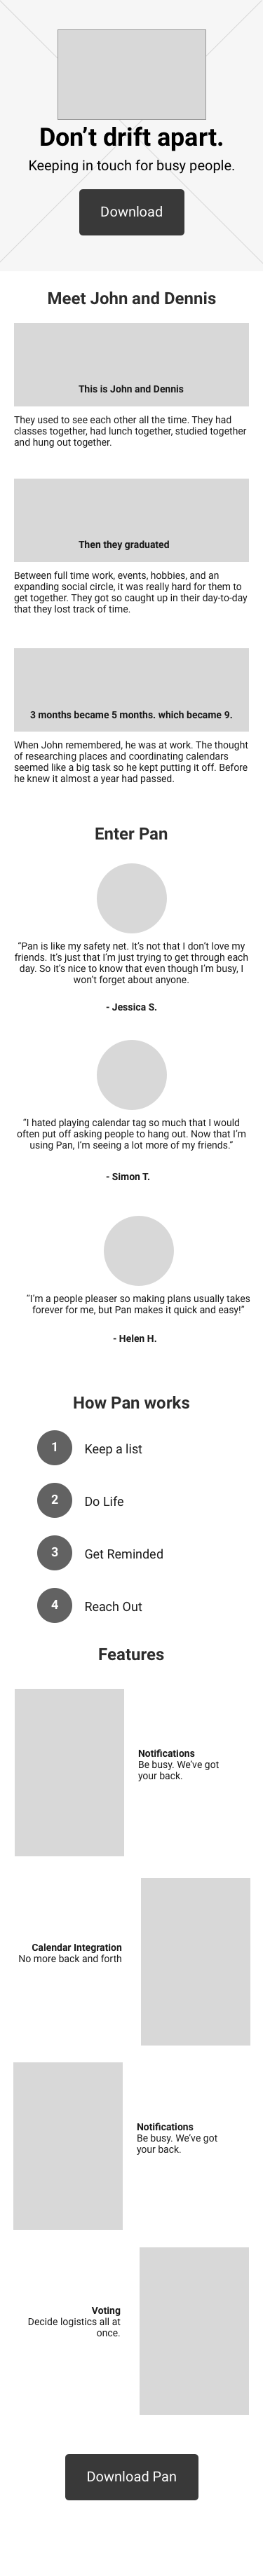 Don’t drift apart.
Keeping in touch for busy people.
Download
Meet John and Dennis
This is John and Dennis
They used to see each other all the time. They had
classes together, had lunch together, studied together
and hung out together.
Then they graduated
Between full time work, events, hobbies, and an
expanding social circle, it was really hard for them to
get together. They got so caught up in their day-to-day
that they lost track of time.
3 months became 5 months. which became 9.
When John remembered, he was at work. The thought
of researching places and coordinating calendars
seemed like a big task so he kept putting it off. Before
he knew it almost a year had passed.
Enter Pan
“Pan is like my safety net. It’s not that I don’t love my
friends. It’s just that I’m just trying to get through each
day. So it’s nice to know that even though I’m busy, I
won’t forget about anyone.
- Jessica S.
“I hated playing calendar tag so much that I would
often put off asking people to hang out. Now that I’m
using Pan, I’m seeing a lot more of my friends.”
- Simon T.
“I’m a people pleaser so making plans usually takes
forever for me, but Pan makes it quick and easy!”
- Helen H.
How Pan works
1 Keep a list
2 Do Life
3 Get Reminded
4 Reach Out
Features
Notifications
Be busy. We’ve got
your back.
Calendar Integration
No more back and forth
Notifications
Be busy. We’ve got
your back.
Voting
Decide logistics all at
once.
Download Pan